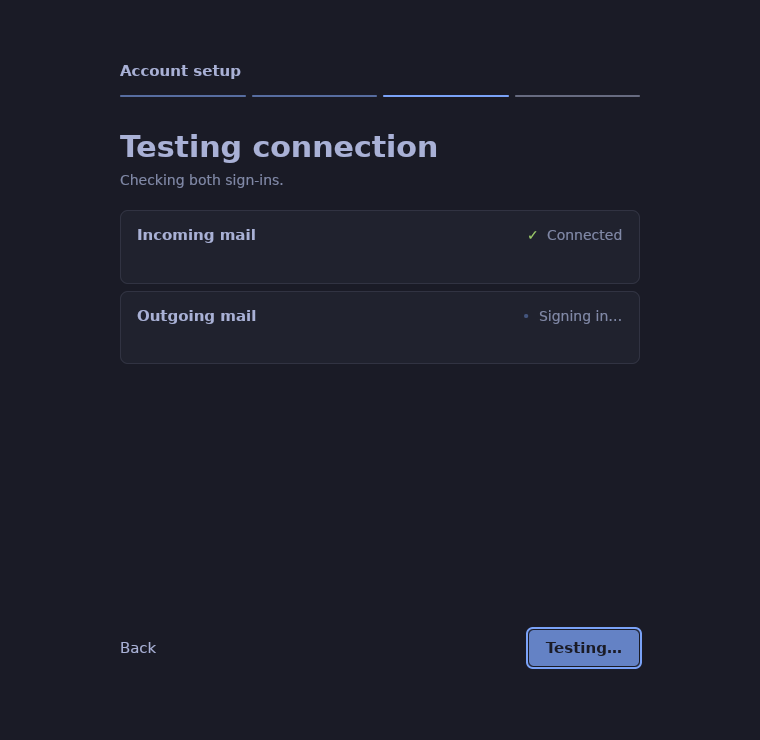 Account setup
Testing connection
Checking both sign-ins.
Incoming mail ✓ Connected
Outgoing mail • Signing in…
Back Testing…